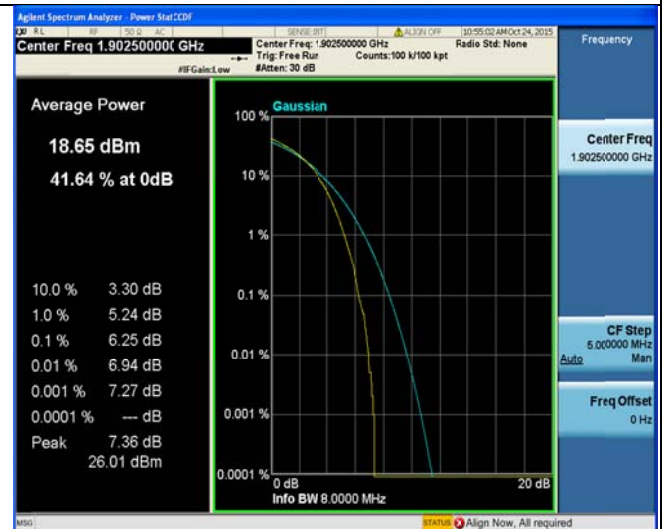 Agilent Spectrum Analyzer - Power Stat CCDF
RL RF 50 Ω AC SENSE:INT ALIGN OFF 10:55:02 AM Oct 24, 2015
Center Freq 1.902500000 GHz
Center Freq: 1.902500000 GHz
Radio Std: None
Trig: Free Run
Counts:100 k/100 kpt
#IFGain:Low
#Atten: 30 dB
Frequency
Average Power
18.65 dBm
41.64 % at 0dB
10.0 % 3.30 dB
1.0 % 5.24 dB
0.1 % 6.25 dB
0.01 % 6.94 dB
0.001 % 7.27 dB
0.0001 % --- dB
Peak 7.36 dB
26.01 dBm
Gaussian
100 %
10 %
1 %
0.1 %
0.01 %
0.001 %
0.0001 %
0 dB
20 dB
Info BW 8.0000 MHz
Center Freq
1.902500000 GHz
CF Step
5.000000 MHz
Auto Man
Freq Offset
0 Hz
MSG
STATUS Align Now, All required